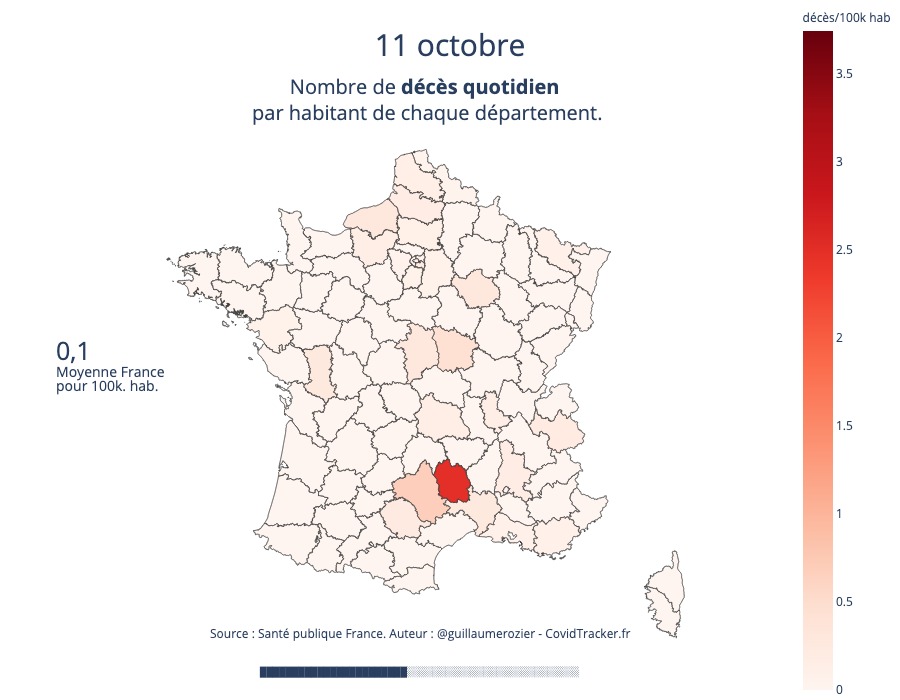 décès/100k hab
11 octobre
Nombre de décès quotidien
par habitant de chaque département.
3.5
3
2.5
2
1.5
1
0.5
0
0,1
Moyenne France
pour 100k. hab.
Source : Santé publique France. Auteur : @guillaumerozier - CovidTracker.fr